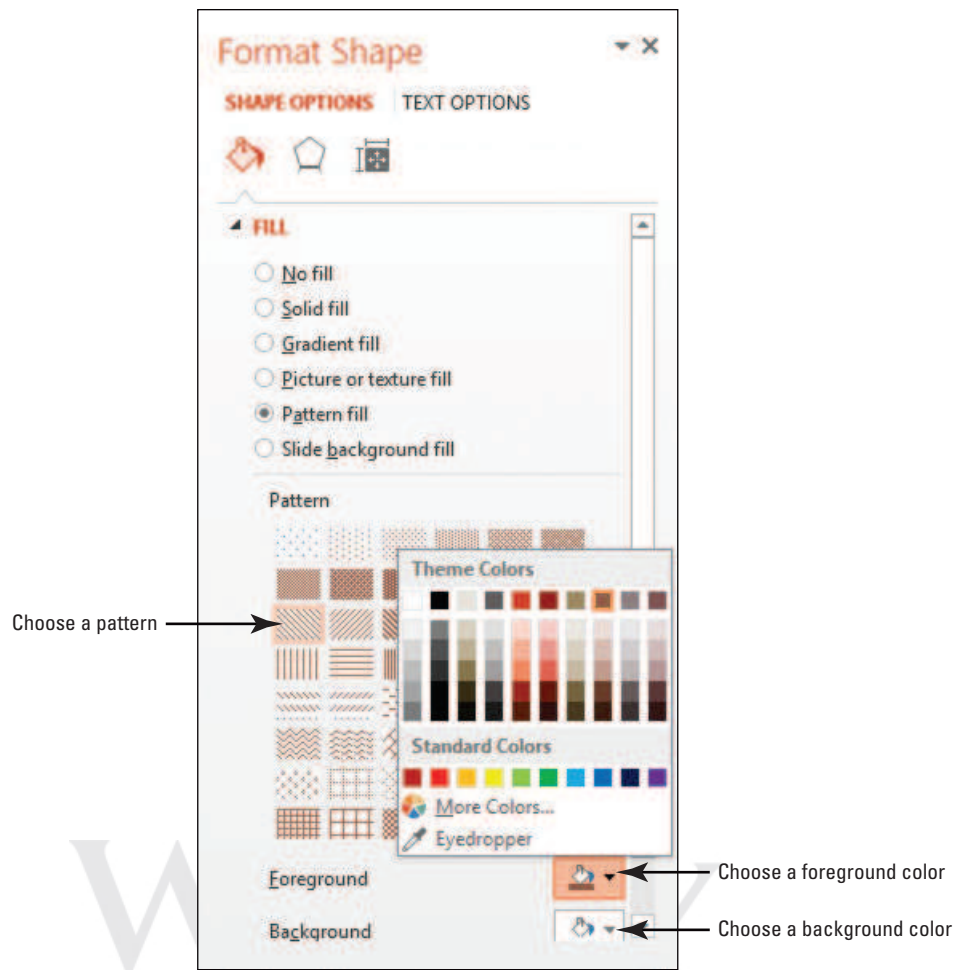 Format Shape
SHAPE OPTIONS TEXT OPTIONS
FILL
No fill
Solid fill
Gradient fill
Picture or texture fill
Pattern fill
Slide background fill
Pattern
Theme Colors
Choose a pattern
Standard Colors
More Colors...
Eyedropper
Foreground
Choose a foreground color
Background
Choose a background color